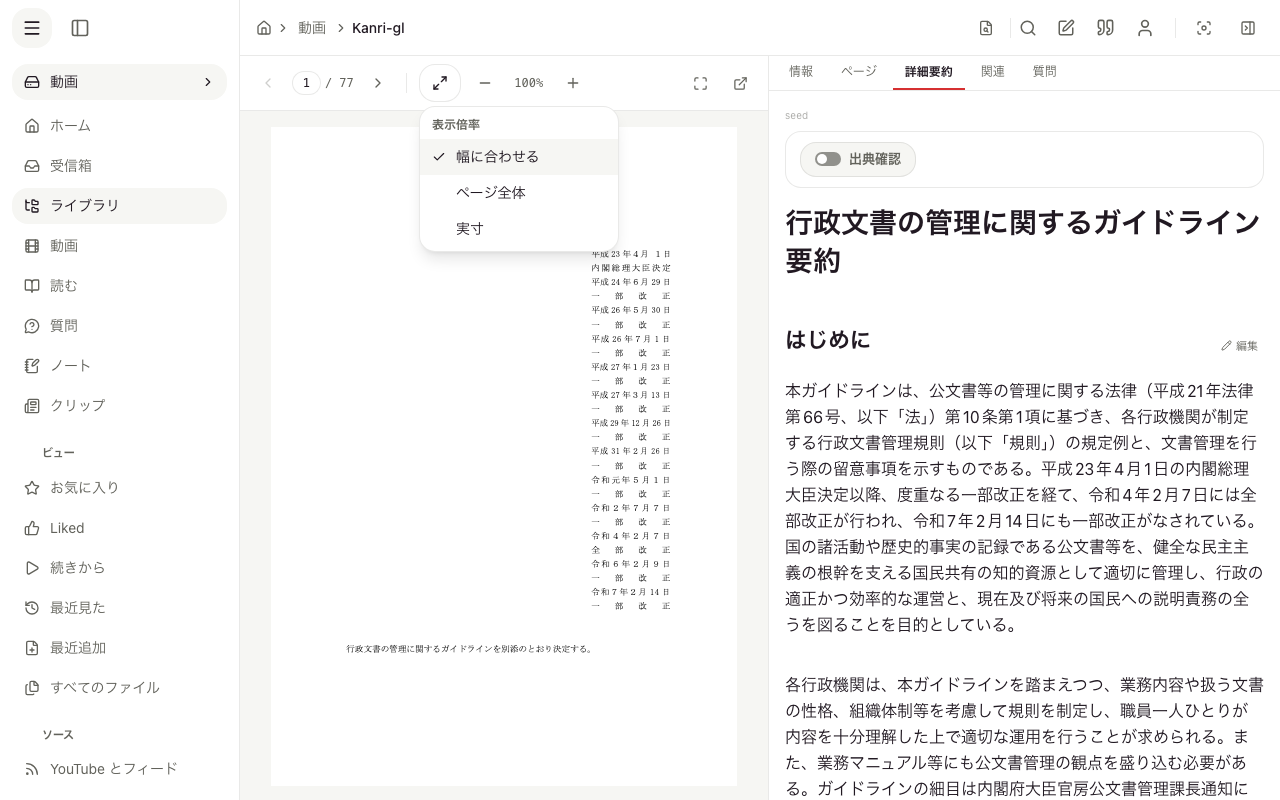 動画
ホーム
受信箱
ライブラリ
動画
読む
質問
ノート
クリップ
ビュー
お気に入り
Liked
続きから
最近見た
最近追加
すべてのファイル
ソース
YouTube とフィード
動画 Kanri-gl
1 / 77 100%
表示倍率
幅に合わせる
ページ全体
実寸
平成 23 年 4 月 1 日
内閣総理大臣決定
平成 24 年 6 月 29 日
一部改正
平成 26 年 5 月 30 日
一部改正
平成 26 年 7 月 1 日
一部改正
平成 27 年 1 月 23 日
一部改正
平成 27 年 3 月 13 日
一部改正
平成 29 年 12 月 26 日
一部改正
平成 31 年 2 月 26 日
一部改正
令和元年 5 月 1 日
一部改正
令和 2 年 7 月 7 日
一部改正
令和 4 年 2 月 7 日
全部改正
令和 6 年 2 月 9 日
一部改正
令和 7 年 2 月 14 日
一部改正
行政文書の管理に関するガイドラインを別添のとおり決定する。
情報 ページ 詳細要約 関連 質問
seed
出典確認
行政文書の管理に関するガイドライン
要約
はじめに
編集
本ガイドラインは、公文書等の管理に関する法律（平成21年法律
第66号、以下「法」）第10条第1項に基づき、各行政機関が制定
する行政文書管理規則（以下「規則」）の規定例と、文書管理を行
う際の留意事項を示すものである。平成23年4月1日の内閣総理
大臣決定以降、度重なる一部改正を経て、令和4年2月7日には全
部改正が行われ、令和7年2月14日にも一部改正がなされている。
国の諸活動や歴史的事実の記録である公文書等を、健全な民主主
義の根幹を支える国民共有の知的資源として適切に管理し、行政の
適正かつ効率的な運営と、現在及び将来の国民への説明責務の全
うを図ることを目的としている。
各行政機関は、本ガイドラインを踏まえつつ、業務内容や扱う文書
の性格、組織体制等を考慮して規則を制定し、職員一人ひとりが
内容を十分理解した上で適切な運用を行うことが求められる。ま
た、業務マニュアル等にも公文書管理の観点を盛り込む必要があ
る。ガイドラインの細目は内閣府大臣官房公文書管理課長通知に